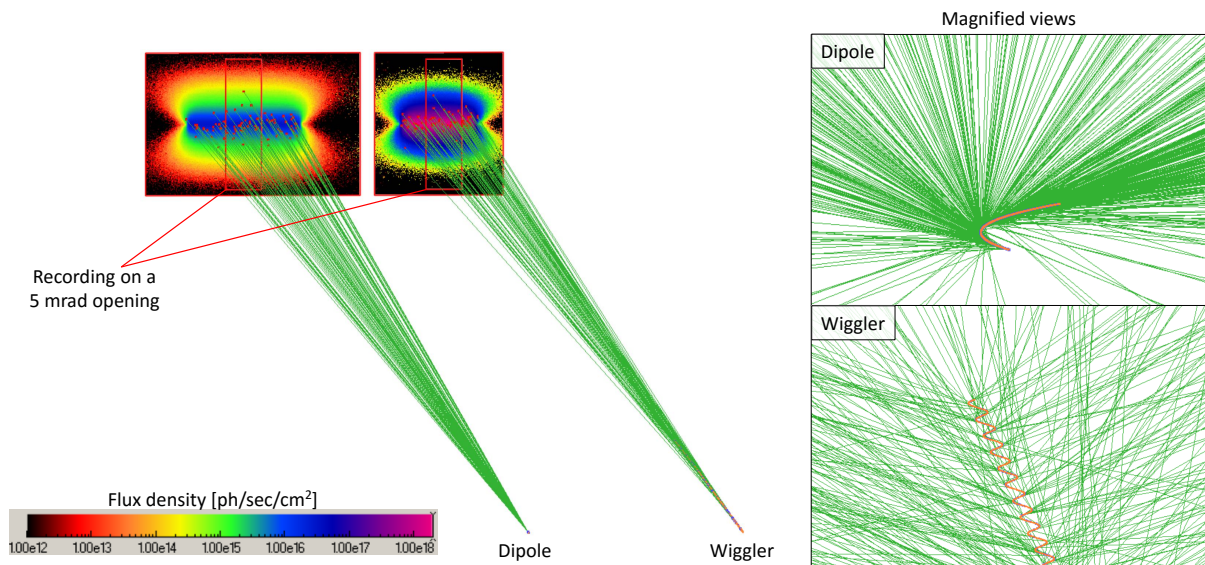 Magnified views
Dipole
Recording on a
5 mrad opening
Wiggler
Flux density [ph/sec/cm²]
1.00e12 1.00e13 1.00e14 1.00e15 1.00e16 1.00e17 1.00e18
Dipole
Wiggler